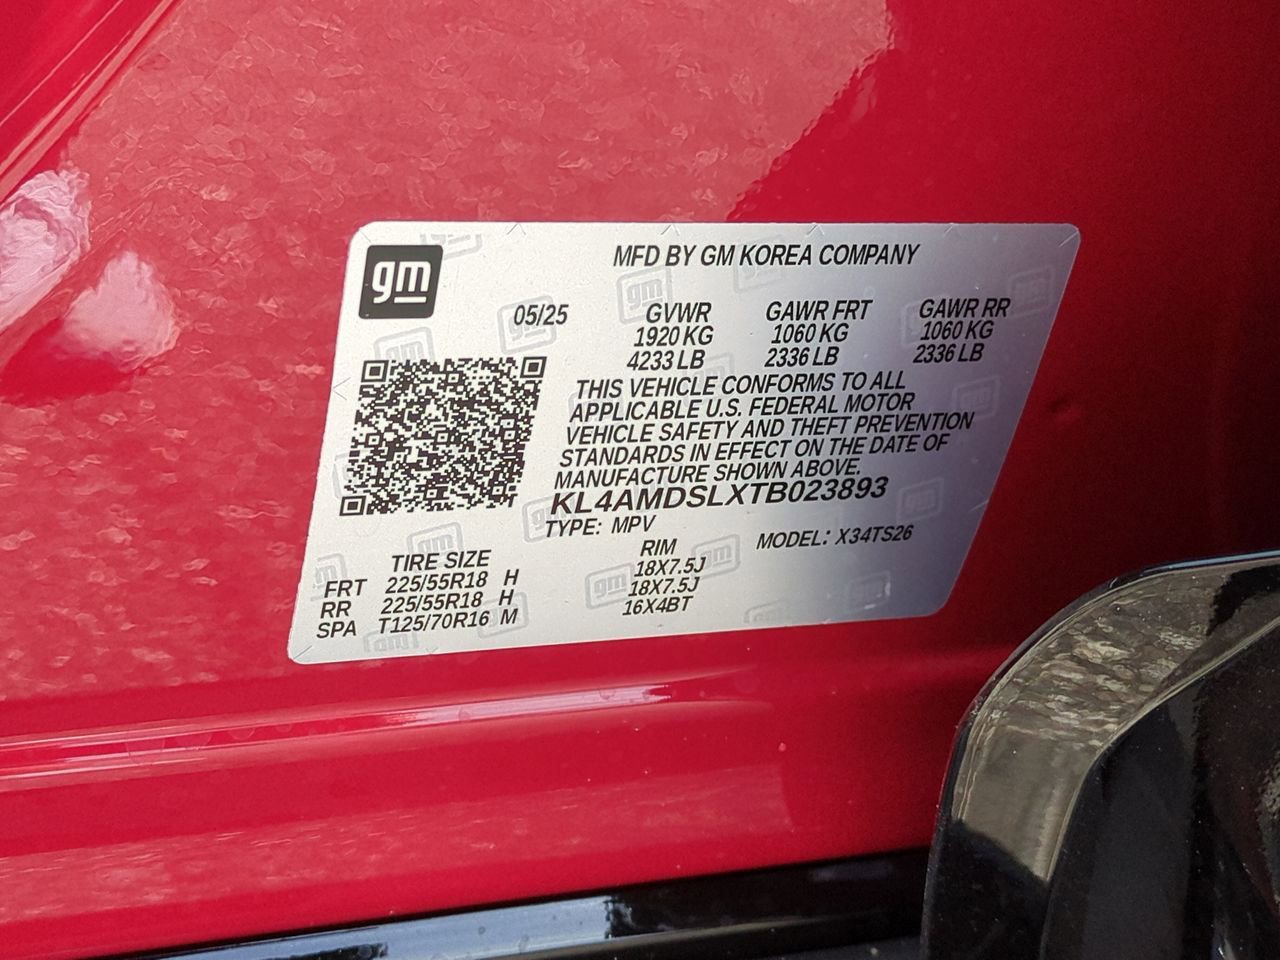 gm
MFD BY GM KOREA COMPANY
05/25 GVWR GAWR FRT GAWR RR
1920 KG 1060 KG 1060 KG
4233 LB 2336 LB 2336 LB
THIS VEHICLE CONFORMS TO ALL
APPLICABLE U.S. FEDERAL MOTOR
VEHICLE SAFETY AND THEFT PREVENTION
STANDARDS IN EFFECT ON THE DATE OF
MANUFACTURE SHOWN ABOVE.
KL4AMDSLXTB023893
TYPE: MPV MODEL: X34TS26
TIRE SIZE RIM
FRT 225/55R18 H 18X7.5J
RR 225/55R18 H 18X7.5J
SPA T125/70R16 M 16X4BT